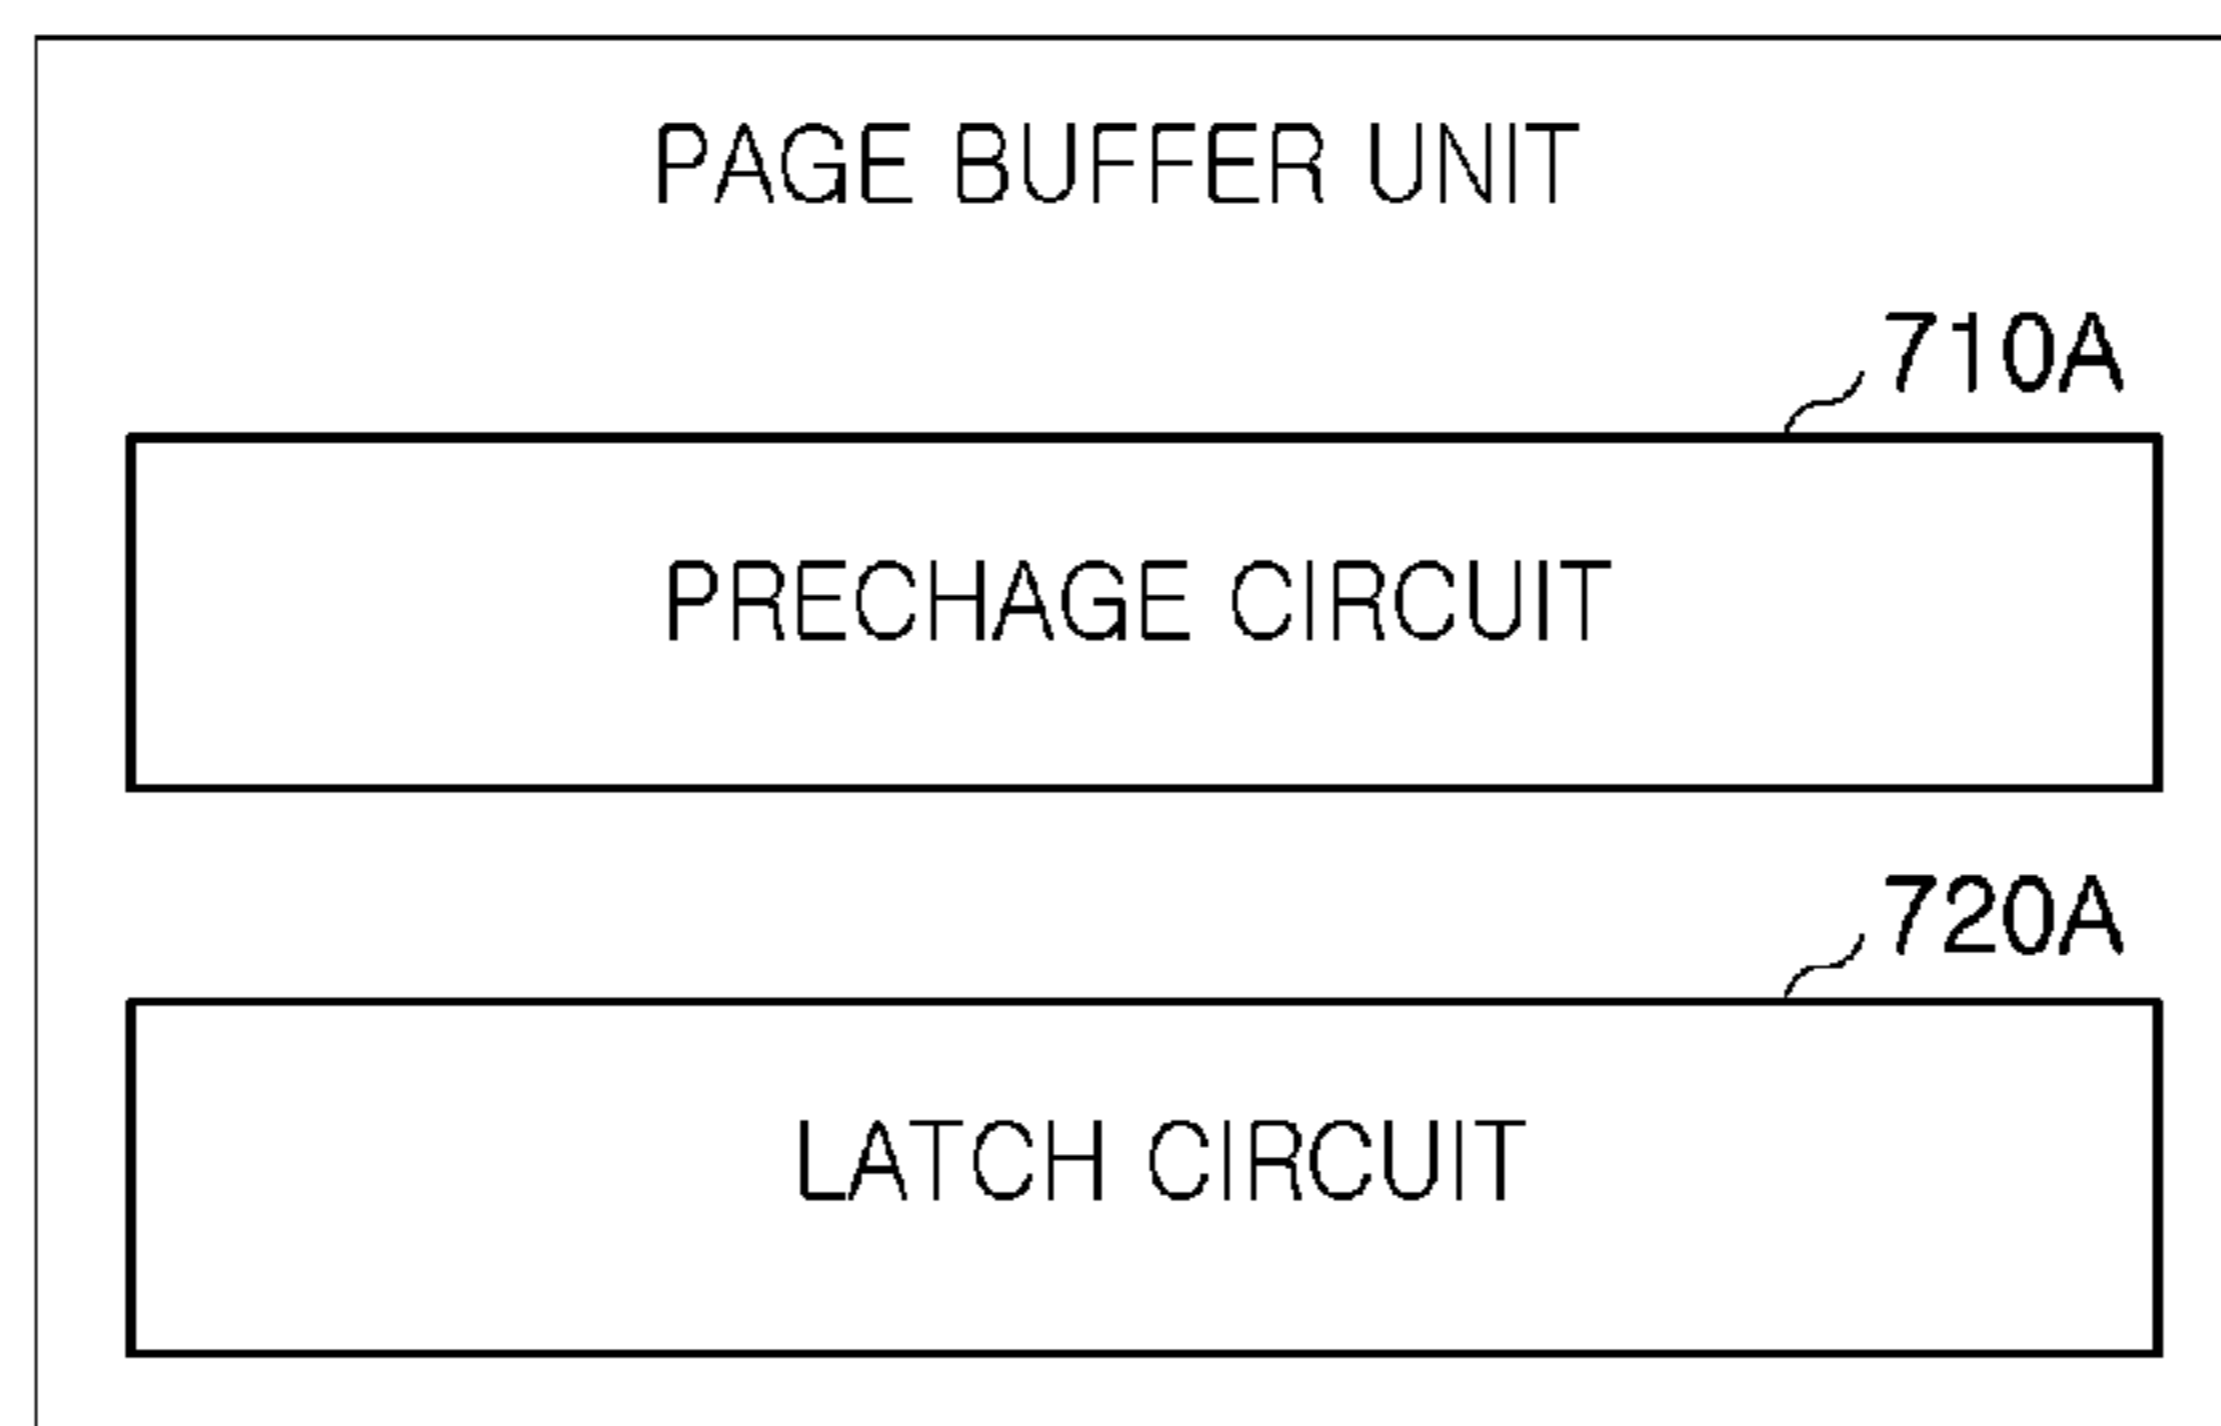 PAGE BUFFER UNIT
710A
PRECHAGE CIRCUIT
720A
LATCH CIRCUIT